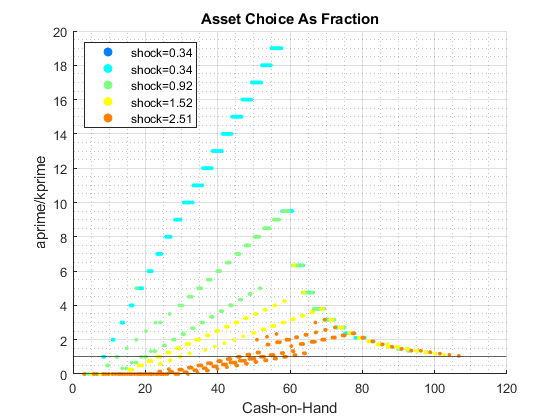 Asset Choice As Fraction
20
18
16
14
12
10
8
6
4
2
0
aprime/kprime
shock=0.34
shock=0.34
shock=0.92
shock=1.52
shock=2.51
0 20 40 60 80 100 120
Cash-on-Hand